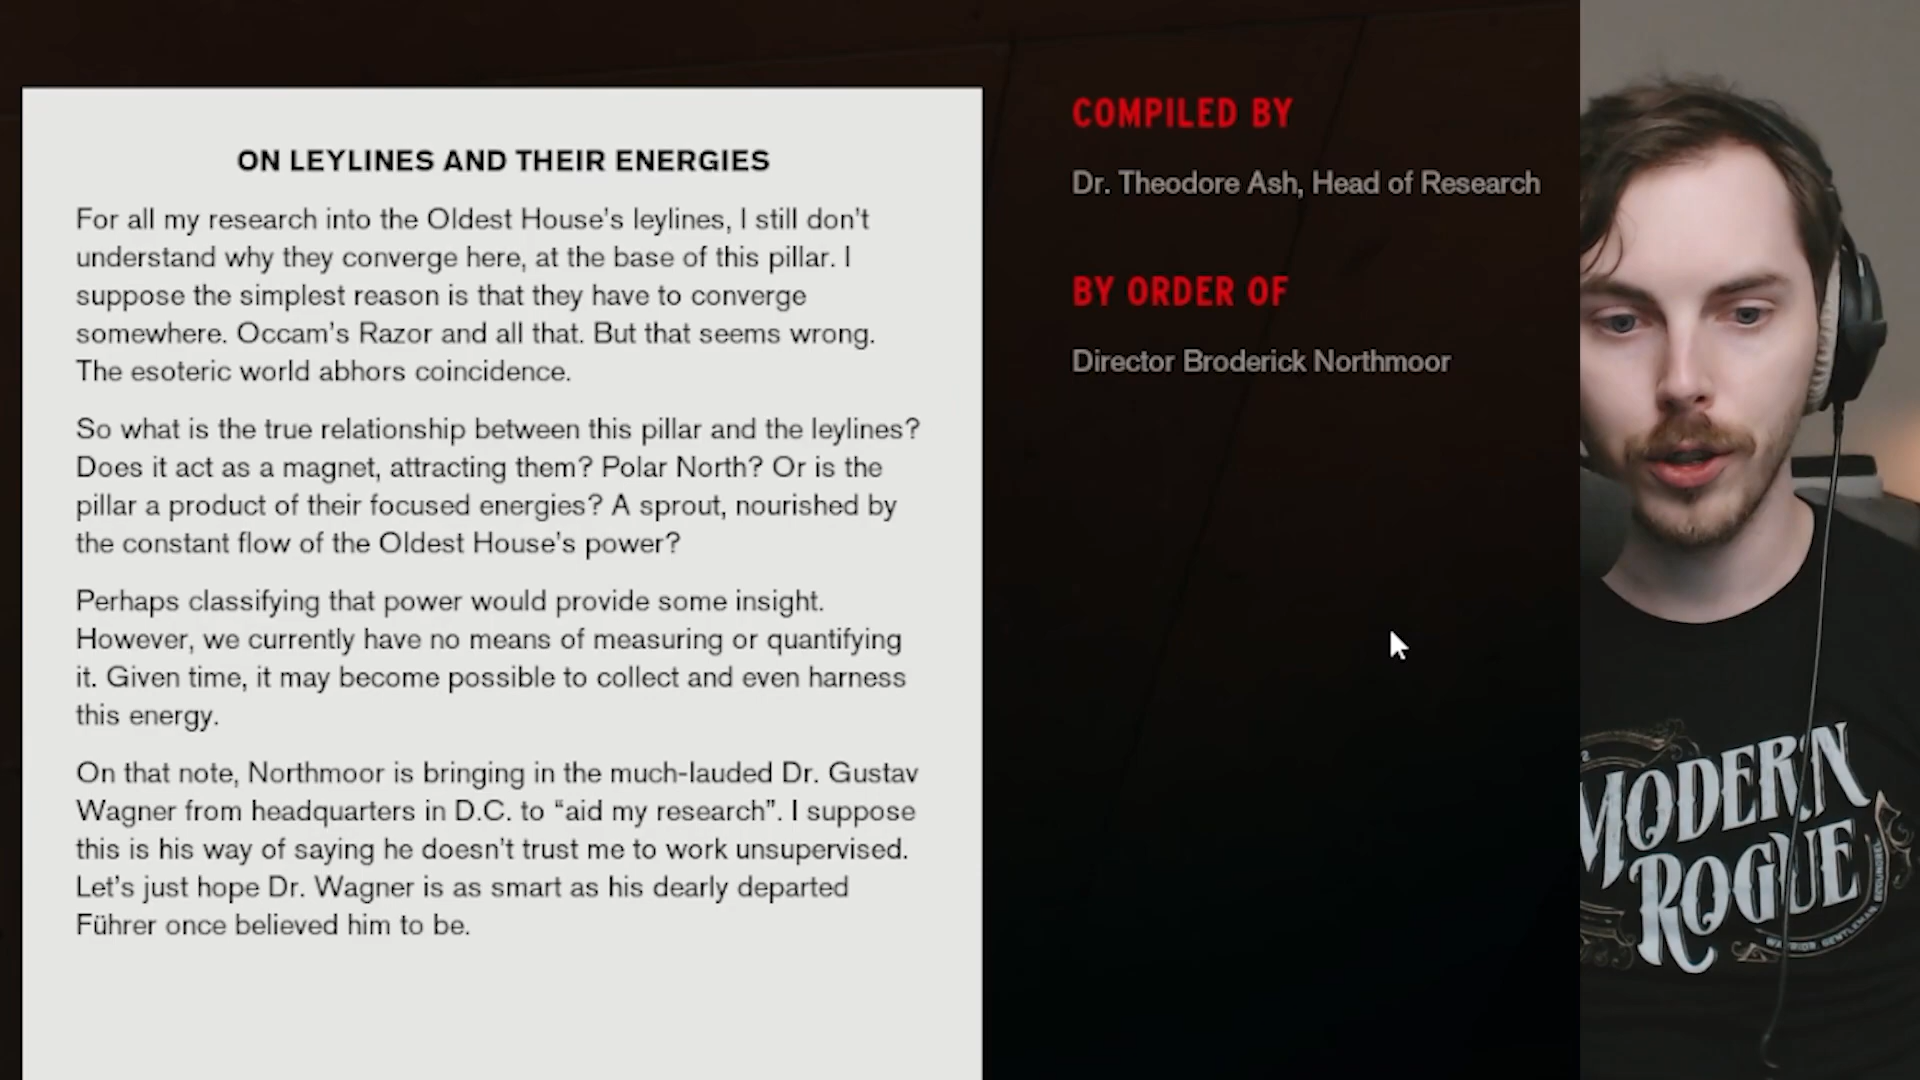 ON LEYLINES AND THEIR ENERGIES
For all my research into the Oldest House's leylines, I still don't
understand why they converge here, at the base of this pillar. I
suppose the simplest reason is that they have to converge
somewhere. Occam's Razor and all that. But that seems wrong.
The esoteric world abhors coincidence.
So what is the true relationship between this pillar and the leylines?
Does it act as a magnet, attracting them? Polar North? Or is the
pillar a product of their focused energies? A sprout, nourished by
the constant flow of the Oldest House's power?
Perhaps classifying that power would provide some insight.
However, we currently have no means of measuring or quantifying
it. Given time, it may become possible to collect and even harness
this energy.
On that note, Northmoor is bringing in the much-lauded Dr. Gustav
Wagner from headquarters in D.C. to “aid my research”. I suppose
this is his way of saying he doesn't trust me to work unsupervised.
Let's just hope Dr. Wagner is as smart as his dearly departed
Führer once believed him to be.
COMPILED BY
Dr. Theodore Ash, Head of Research
BY ORDER OF
Director Broderick Northmoor
MODERN
ROGUE